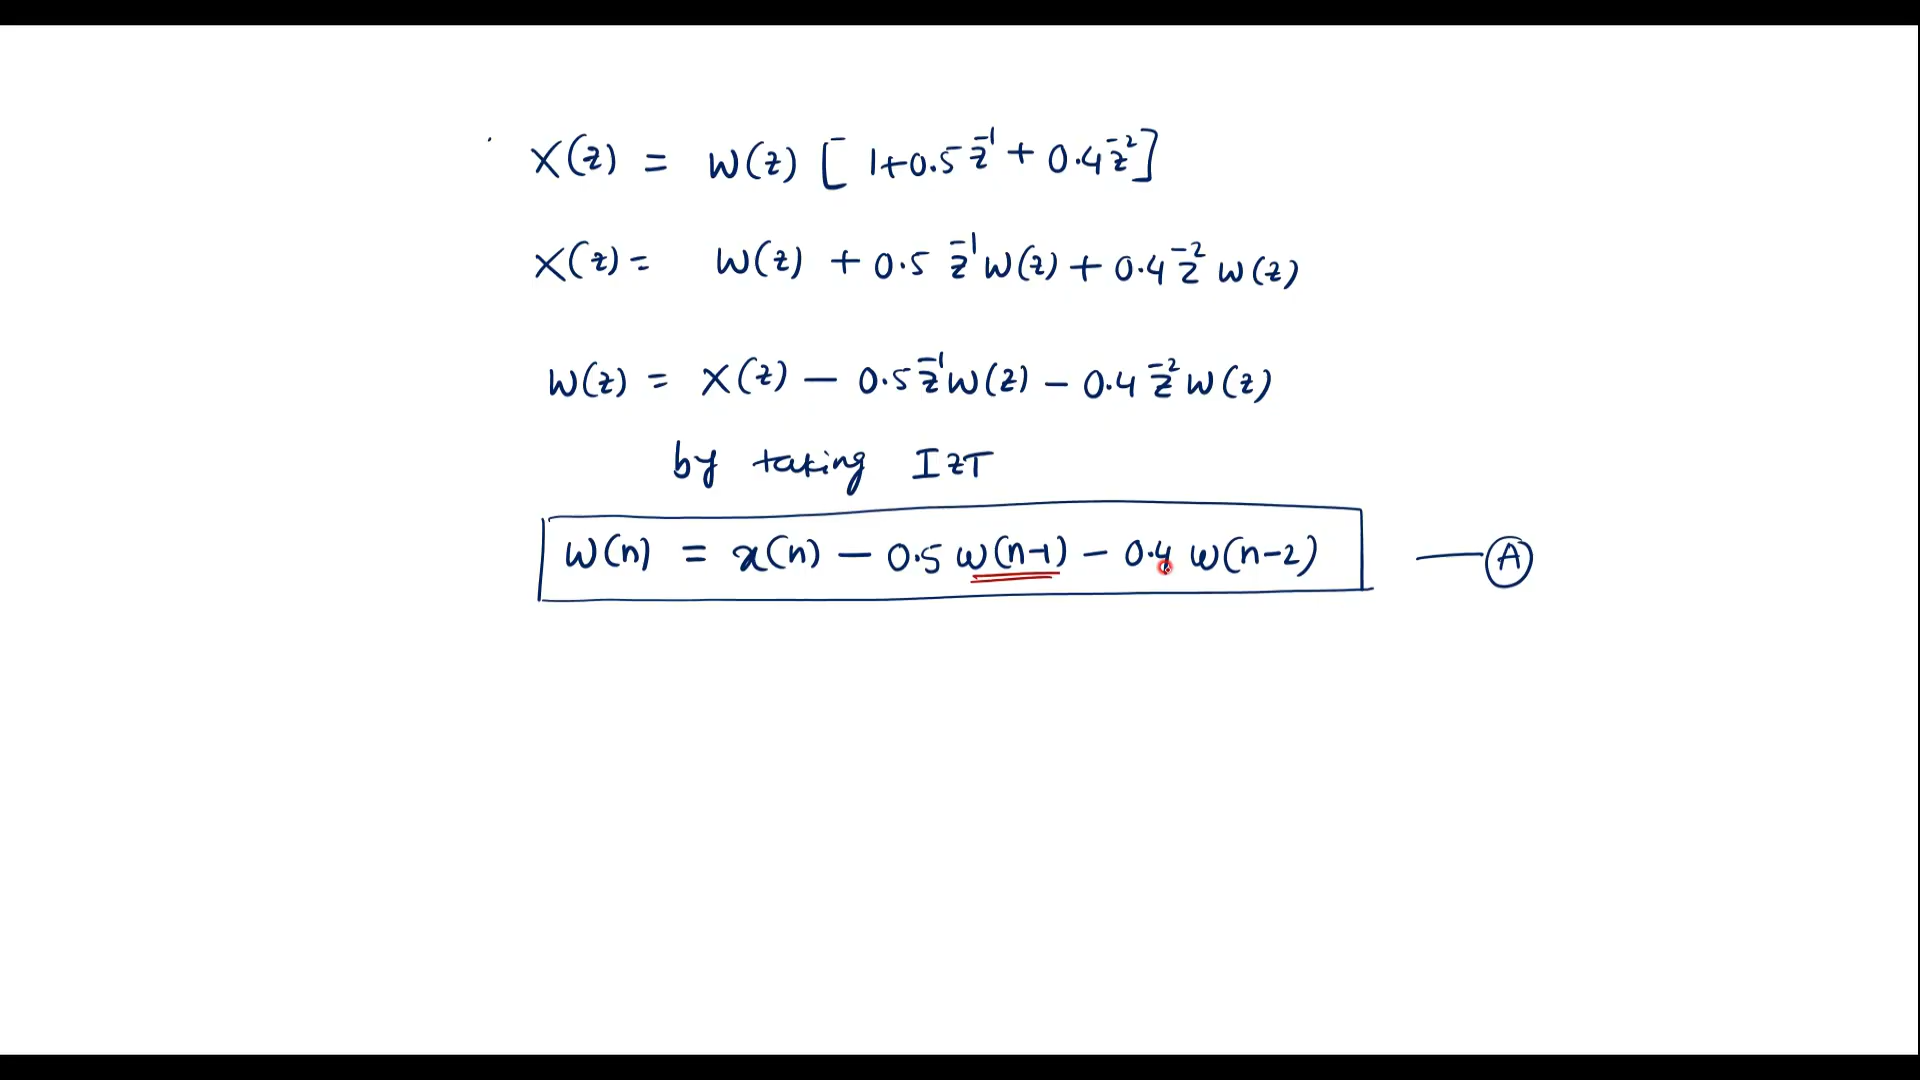 X(z) = W(z) [ 1+0.5 z⁻¹ + 0.4 z⁻² ]
X(z) = W(z) + 0.5 z⁻¹ W(z) + 0.4 z⁻² W(z)
W(z) = X(z) − 0.5 z⁻¹ W(z) − 0.4 z⁻² W(z)
by taking IZT
W(n) = x(n) − 0.5 w(n-1) − 0.4 w(n-2) — A